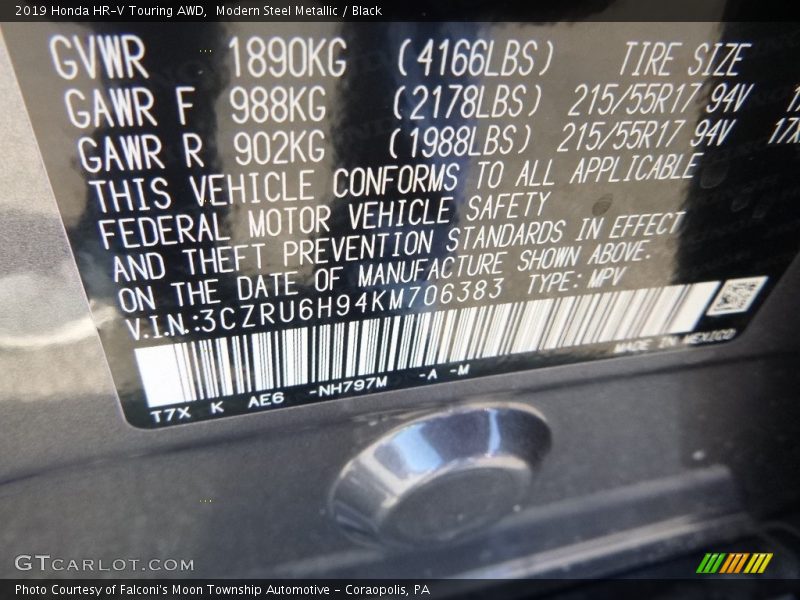 2019 Honda HR-V Touring AWD,  Modern Steel Metallic / Black
GVWR 1890KG (4166LBS) TIRE SIZE
GAWR F 988KG (2178LBS) 215/55R17 94V
GAWR R 902KG (1988LBS) 215/55R17 94V 17X
THIS VEHICLE CONFORMS TO ALL APPLICABLE
FEDERAL MOTOR VEHICLE SAFETY
AND THEFT PREVENTION STANDARDS IN EFFECT
ON THE DATE OF MANUFACTURE SHOWN ABOVE.
V.I.N.:3CZRU6H94KM706383 TYPE: MPV
MADE IN MEXICO
T7X K AE6 -NH797M -A -M
GTCARLOT.COM
Photo Courtesy of Falconi's Moon Township Automotive - Coraopolis, PA